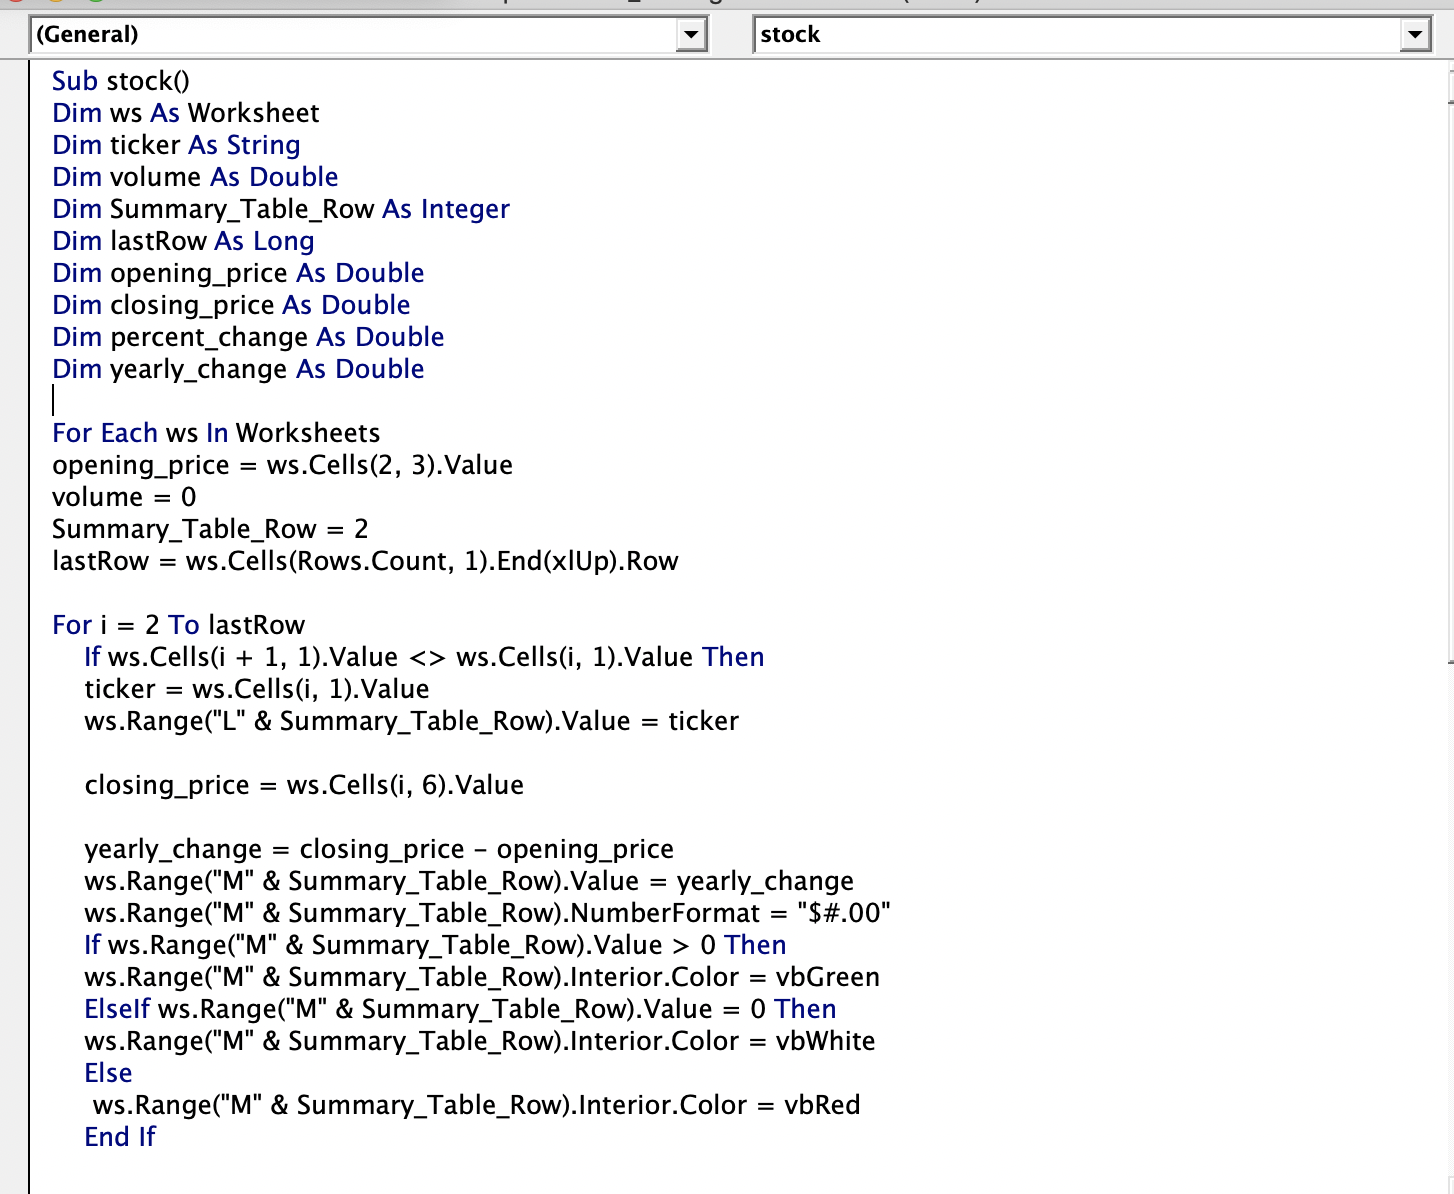 (General)
stock
Sub stock()
Dim ws As Worksheet
Dim ticker As String
Dim volume As Double
Dim Summary_Table_Row As Integer
Dim lastRow As Long
Dim opening_price As Double
Dim closing_price As Double
Dim percent_change As Double
Dim yearly_change As Double
For Each ws In Worksheets
opening_price = ws.Cells(2, 3).Value
volume = 0
Summary_Table_Row = 2
lastRow = ws.Cells(Rows.Count, 1).End(xlUp).Row
For i = 2 To lastRow
If ws.Cells(i + 1, 1).Value <> ws.Cells(i, 1).Value Then
ticker = ws.Cells(i, 1).Value
ws.Range("L" & Summary_Table_Row).Value = ticker
closing_price = ws.Cells(i, 6).Value
yearly_change = closing_price - opening_price
ws.Range("M" & Summary_Table_Row).Value = yearly_change
ws.Range("M" & Summary_Table_Row).NumberFormat = "$#.00"
If ws.Range("M" & Summary_Table_Row).Value > 0 Then
ws.Range("M" & Summary_Table_Row).Interior.Color = vbGreen
ElseIf ws.Range("M" & Summary_Table_Row).Value = 0 Then
ws.Range("M" & Summary_Table_Row).Interior.Color = vbWhite
Else
ws.Range("M" & Summary_Table_Row).Interior.Color = vbRed
End If